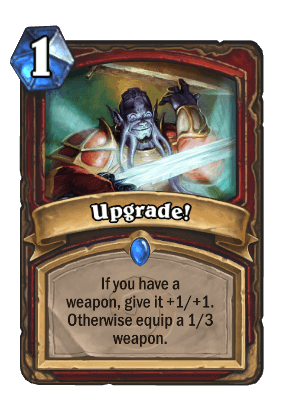 1
Upgrade!
If you have a
weapon, give it +1/+1.
Otherwise equip a 1/3
weapon.